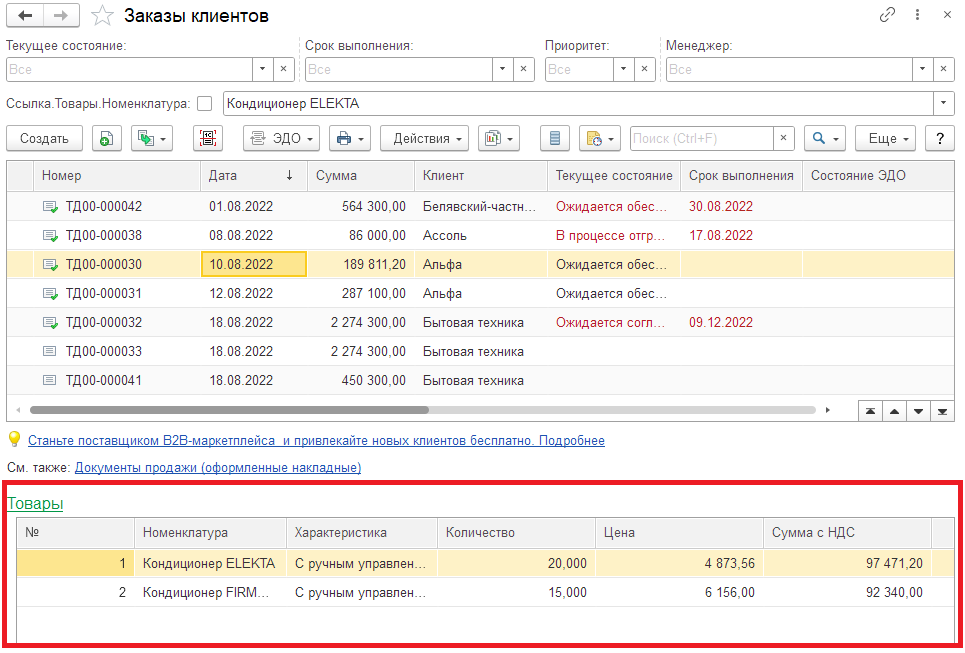 Заказы клиентов
Текущее состояние: Срок выполнения: Приоритет: Менеджер:
Все Все Все Все
Ссылка.Товары.Номенклатура: Кондиционер ELEKTA
Создать ЭДО Действия Поиск (Ctrl+F) Еще ?
Номер Дата ↓ Сумма Клиент Текущее состояние Срок выполнения Состояние ЭДО
ТД00-000042 01.08.2022 564 300,00 Белявский-частн... Ожидается обес... 30.08.2022
ТД00-000038 08.08.2022 86 000,00 Ассоль В процессе отгр... 17.08.2022
ТД00-000030 10.08.2022 189 811,20 Альфа Ожидается обес...
ТД00-000031 12.08.2022 287 100,00 Альфа Ожидается обес...
ТД00-000032 18.08.2022 2 274 300,00 Бытовая техника Ожидается согл... 09.12.2022
ТД00-000033 18.08.2022 2 274 300,00 Бытовая техника
ТД00-000041 18.08.2022 450 300,00 Бытовая техника
Станьте поставщиком B2B-маркетплейса и привлекайте новых клиентов бесплатно. Подробнее
См. также: Документы продажи (оформленные накладные)
Товары
№ Номенклатура Характеристика Количество Цена Сумма с НДС
1 Кондиционер ELEKTA С ручным управлен... 20,000 4 873,56 97 471,20
2 Кондиционер FIRM... С ручным управлен... 15,000 6 156,00 92 340,00